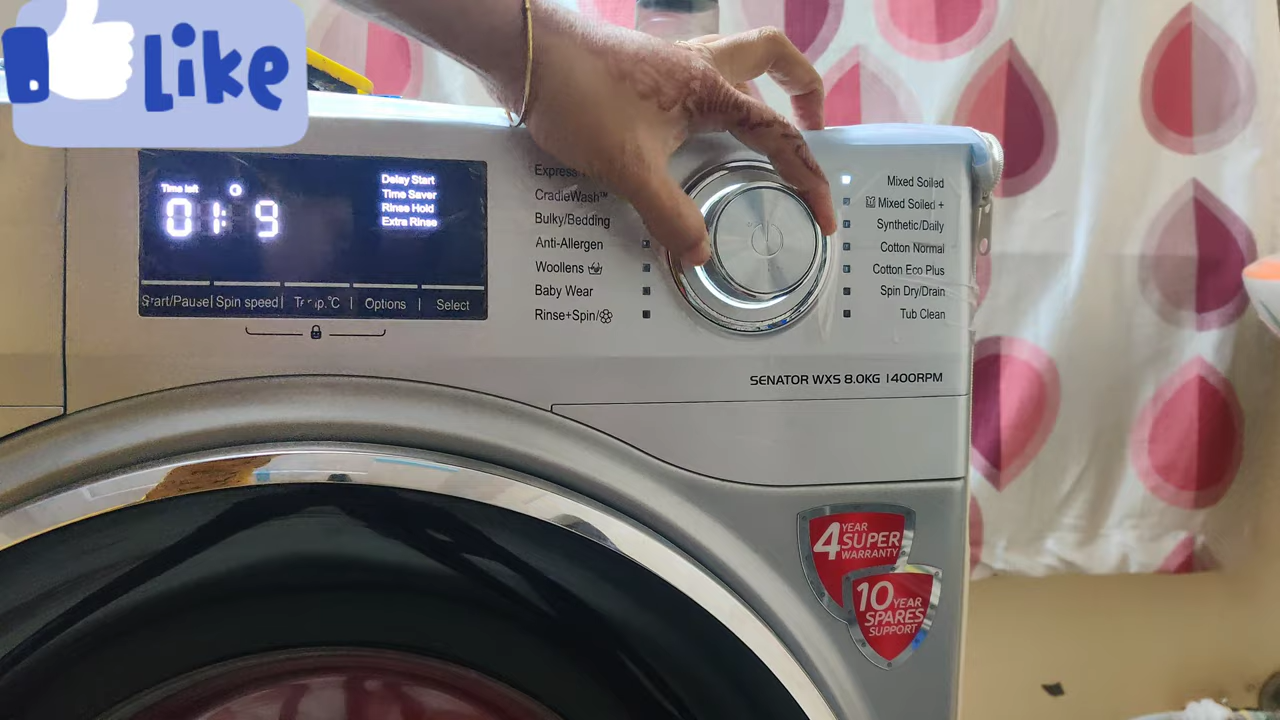 Like
Time left
01:9
Delay Start
Time Saver
Rinse Hold
Extra Rinse
Start/Pause Spin speed Options Select
Express
CradleWash™
Bulky/Bedding
Anti-Allergen
Woollens
Baby Wear
Rinse+Spin/
Mixed Soiled
Mixed Soiled +
Synthetic/Daily
Cotton Normal
Cotton Eco Plus
Spin Dry/Drain
Tub Clean
SENATOR WXS 8.0KG 1400RPM
4 YEAR
SUPER
WARRANTY
10 YEAR
SPARES
SUPPORT